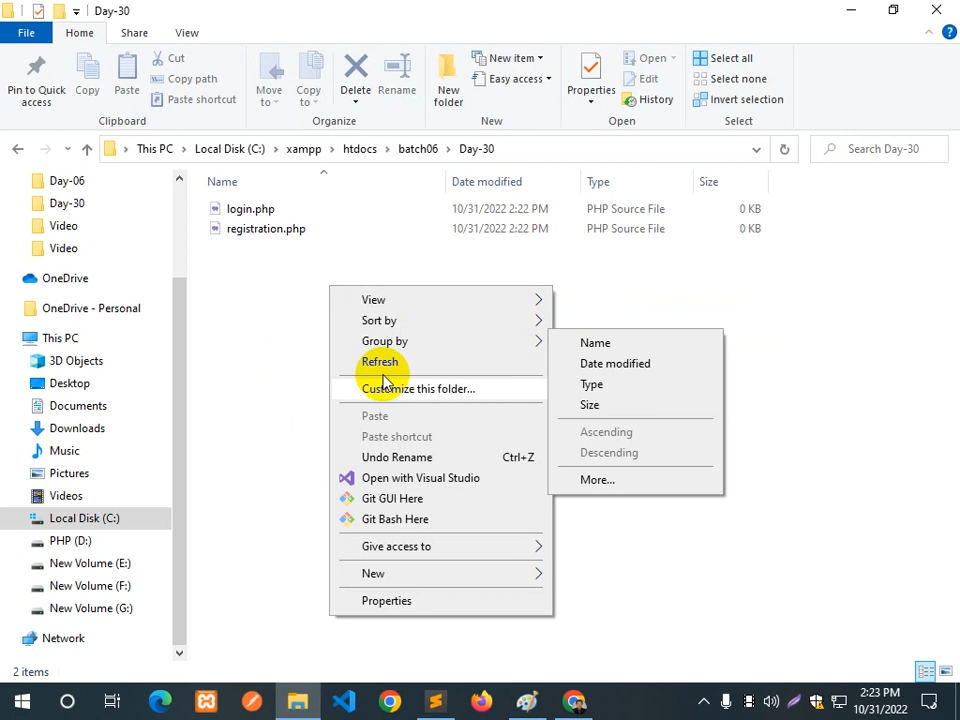 Day-30
File Home Share View
Pin to Quick access
Copy
Paste
Cut
Copy path
Paste shortcut
Clipboard
Move to
Copy to
Delete
Rename
Organize
New folder
New item
Easy access
New
Properties
Open
Edit
History
Open
Select all
Select none
Invert selection
Select
This PC Local Disk (C:) xampp htdocs batch06 Day-30
Search Day-30
Name Date modified Type Size
login.php 10/31/2022 2:22 PM PHP Source File 0 KB
registration.php 10/31/2022 2:22 PM PHP Source File 0 KB
Day-06
Day-30
Video
Video
OneDrive
OneDrive - Personal
This PC
3D Objects
Desktop
Documents
Downloads
Music
Pictures
Videos
Local Disk (C:)
PHP (D:)
New Volume (E:)
New Volume (F:)
New Volume (G:)
Network
View
Sort by
Group by
Refresh
Customize this folder...
Paste
Paste shortcut
Undo Rename Ctrl+Z
Open with Visual Studio
Git GUI Here
Git Bash Here
Give access to
New
Properties
Name
Date modified
Type
Size
Ascending
Descending
More...
2 items
2:23 PM
10/31/2022